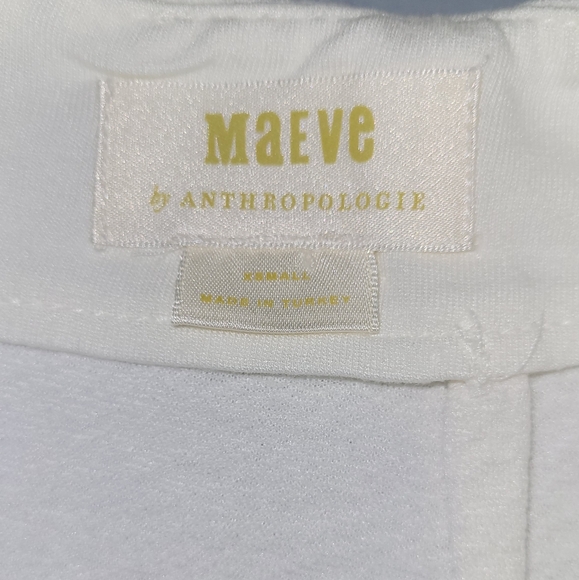 MaEVe
by ANTHROPOLOGIE
XSMALL
MADE IN TURKEY